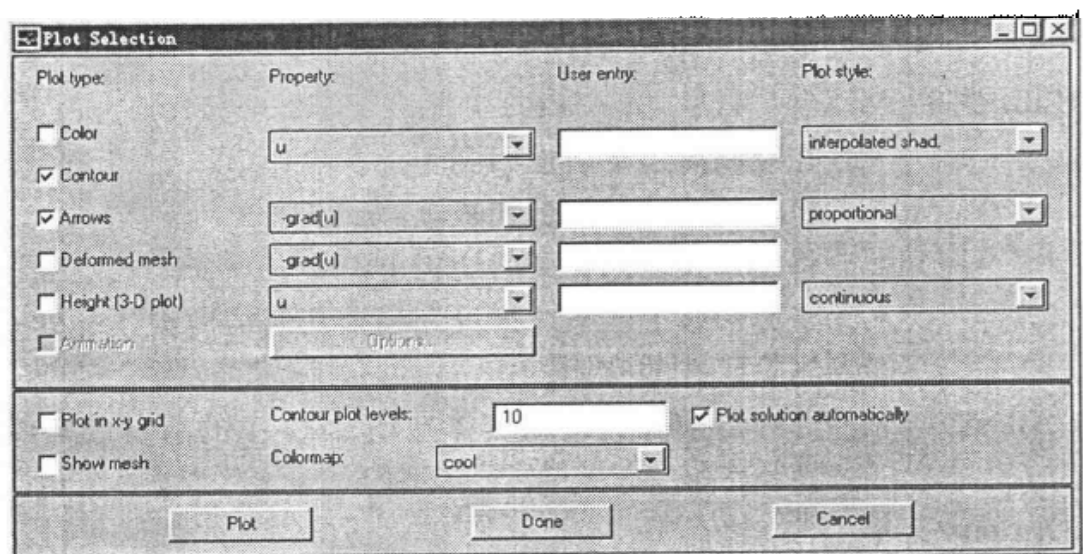 Plot Selection
Plot type: Property: User entry: Plot style:
Color
u interpolated shad.
Contour
Arrows -grad(u) proportional
Deformed mesh -grad(u)
Height (3-D plot) u continuous
Animation Options...
Plot in x-y grid Contour plot levels: 10 Plot solution automatically
Show mesh Colormap: cool
Plot Done Cancel